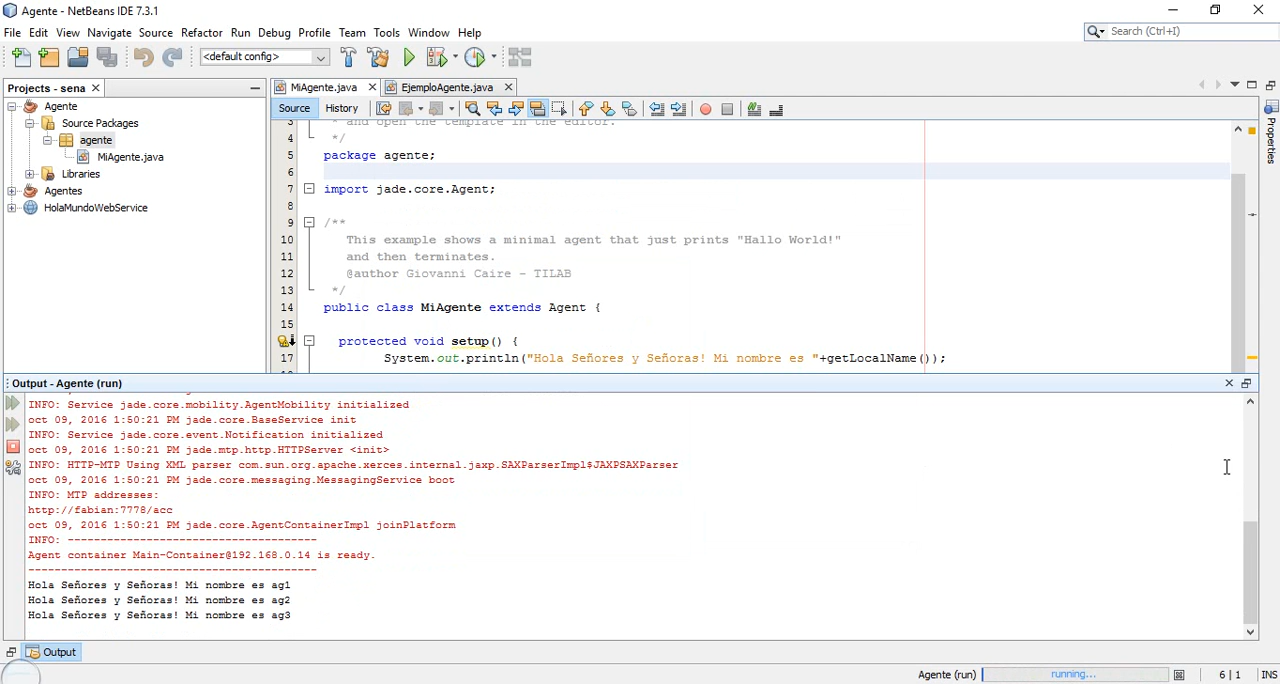 Agente - NetBeans IDE 7.3.1
File Edit View Navigate Source Refactor Run Debug Profile Team Tools Window Help
Search (Ctrl+I)
<default config>
Projects - sena
MiAgente.java
EjemploAgente.java
Source History
Agente
Source Packages
agente
MiAgente.java
Libraries
Agentes
HolaMundoWebService
3 and open the template in the editor.
4 */
5 package agente;
6
7 import jade.core.Agent;
8
9 /**
10 This example shows a minimal agent that just prints "Hallo World!"
11 and then terminates.
12 @author Giovanni Caire - TILAB
13 */
14 public class MiAgente extends Agent {
15
protected void setup() {
17 System.out.println("Hola Señores y Señoras! Mi nombre es "+getLocalName());
Properties
Output - Agente (run)
INFO: Service jade.core.mobility.AgentMobility initialized
oct 09, 2016 1:50:21 PM jade.core.BaseService init
INFO: Service jade.core.event.Notification initialized
oct 09, 2016 1:50:21 PM jade.mtp.http.HTTPServer <init>
INFO: HTTP-MTP Using XML parser com.sun.org.apache.xerces.internal.jaxp.SAXParserImpl$JAXPSAXParser
oct 09, 2016 1:50:21 PM jade.core.messaging.MessagingService boot
INFO: MTP addresses:
http://fabian:7778/acc
oct 09, 2016 1:50:21 PM jade.core.AgentContainerImpl joinPlatform
INFO: --------------------------------------
Agent container Main-Container@192.168.0.14 is ready.
--------------------------------------------
Hola Señores y Señoras! Mi nombre es ag1
Hola Señores y Señoras! Mi nombre es ag2
Hola Señores y Señoras! Mi nombre es ag3
Output
Agente (run) running... 6 | 1 INS